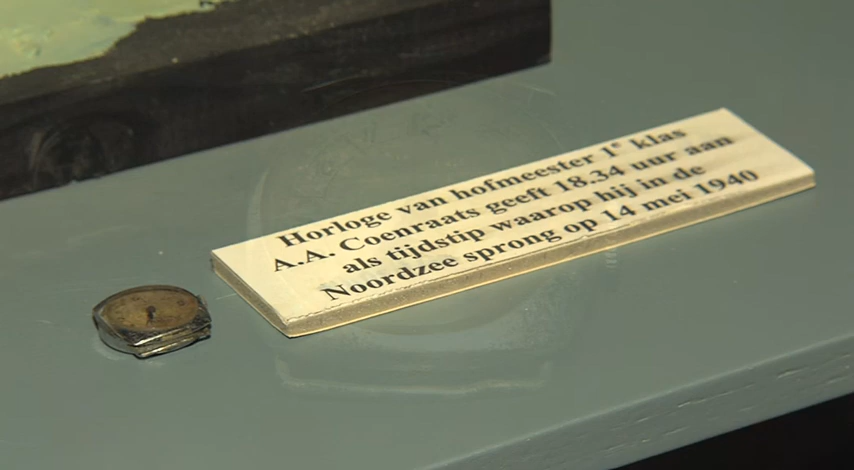 Horloge van hofmeester 1e klas
A.A. Coenraats geeft 18.34 uur aan
als tijdstip waarop hij in de
Noordzee sprong op 14 mei 1940